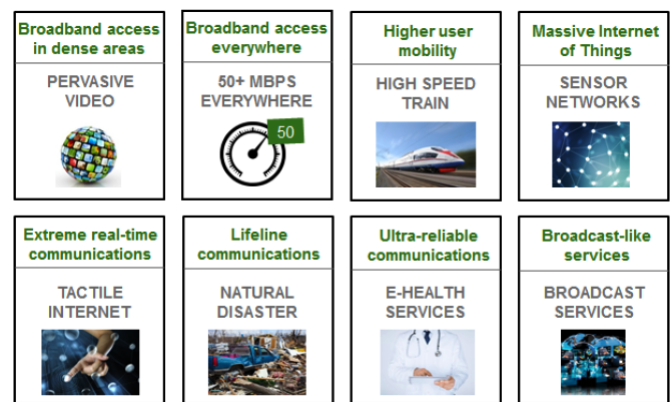 Broadband access
in dense areas
PERVASIVE
VIDEO
Broadband access
everywhere
50+ MBPS
EVERYWHERE
50
Higher user
mobility
HIGH SPEED
TRAIN
Massive Internet
of Things
SENSOR
NETWORKS
Extreme real-time
communications
TACTILE
INTERNET
Lifeline
communications
NATURAL
DISASTER
Ultra-reliable
communications
E-HEALTH
SERVICES
Broadcast-like
services
BROADCAST
SERVICES